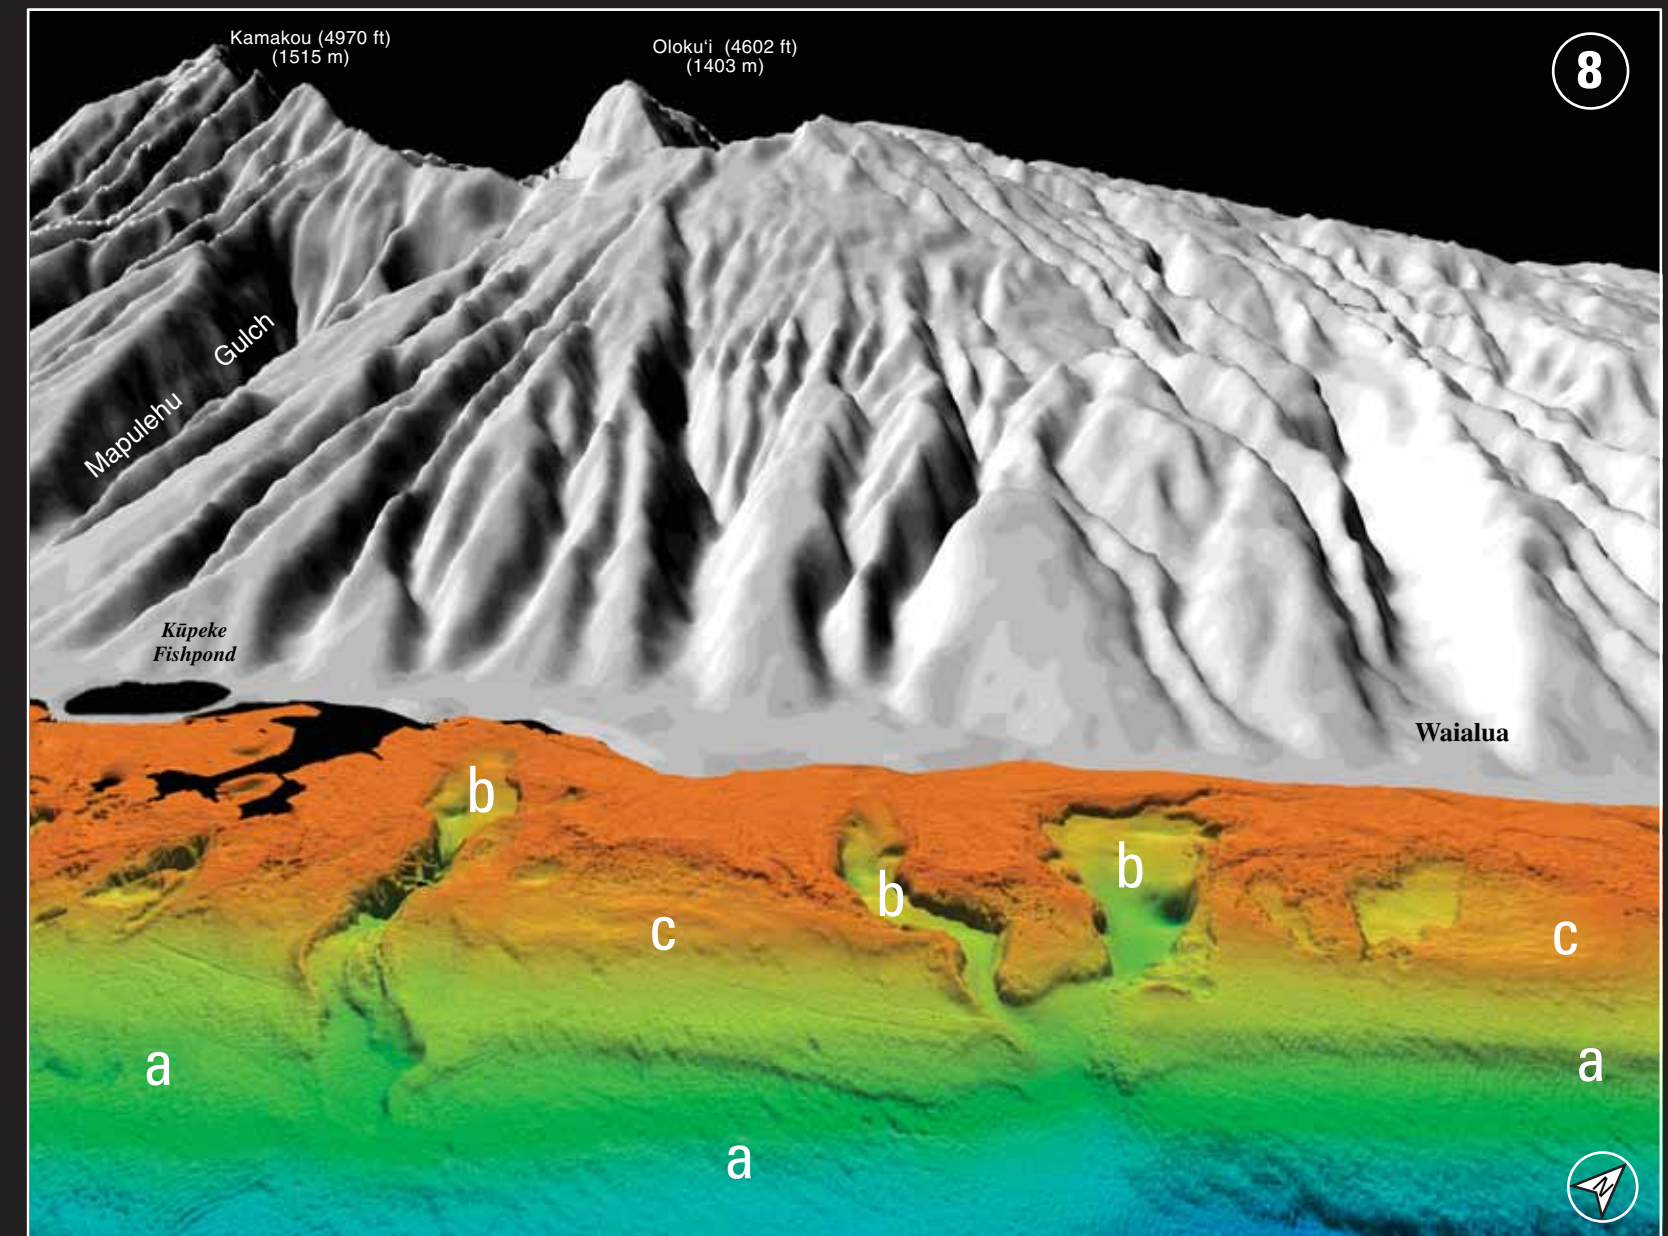 Kamakou (4970 ft)
(1515 m)
Oloku‘i (4602 ft)
(1403 m)
8
Mapulehu Gulch
Kūpeke
Fishpond
Waialua
b
b
b
c
c
a
a
a
N